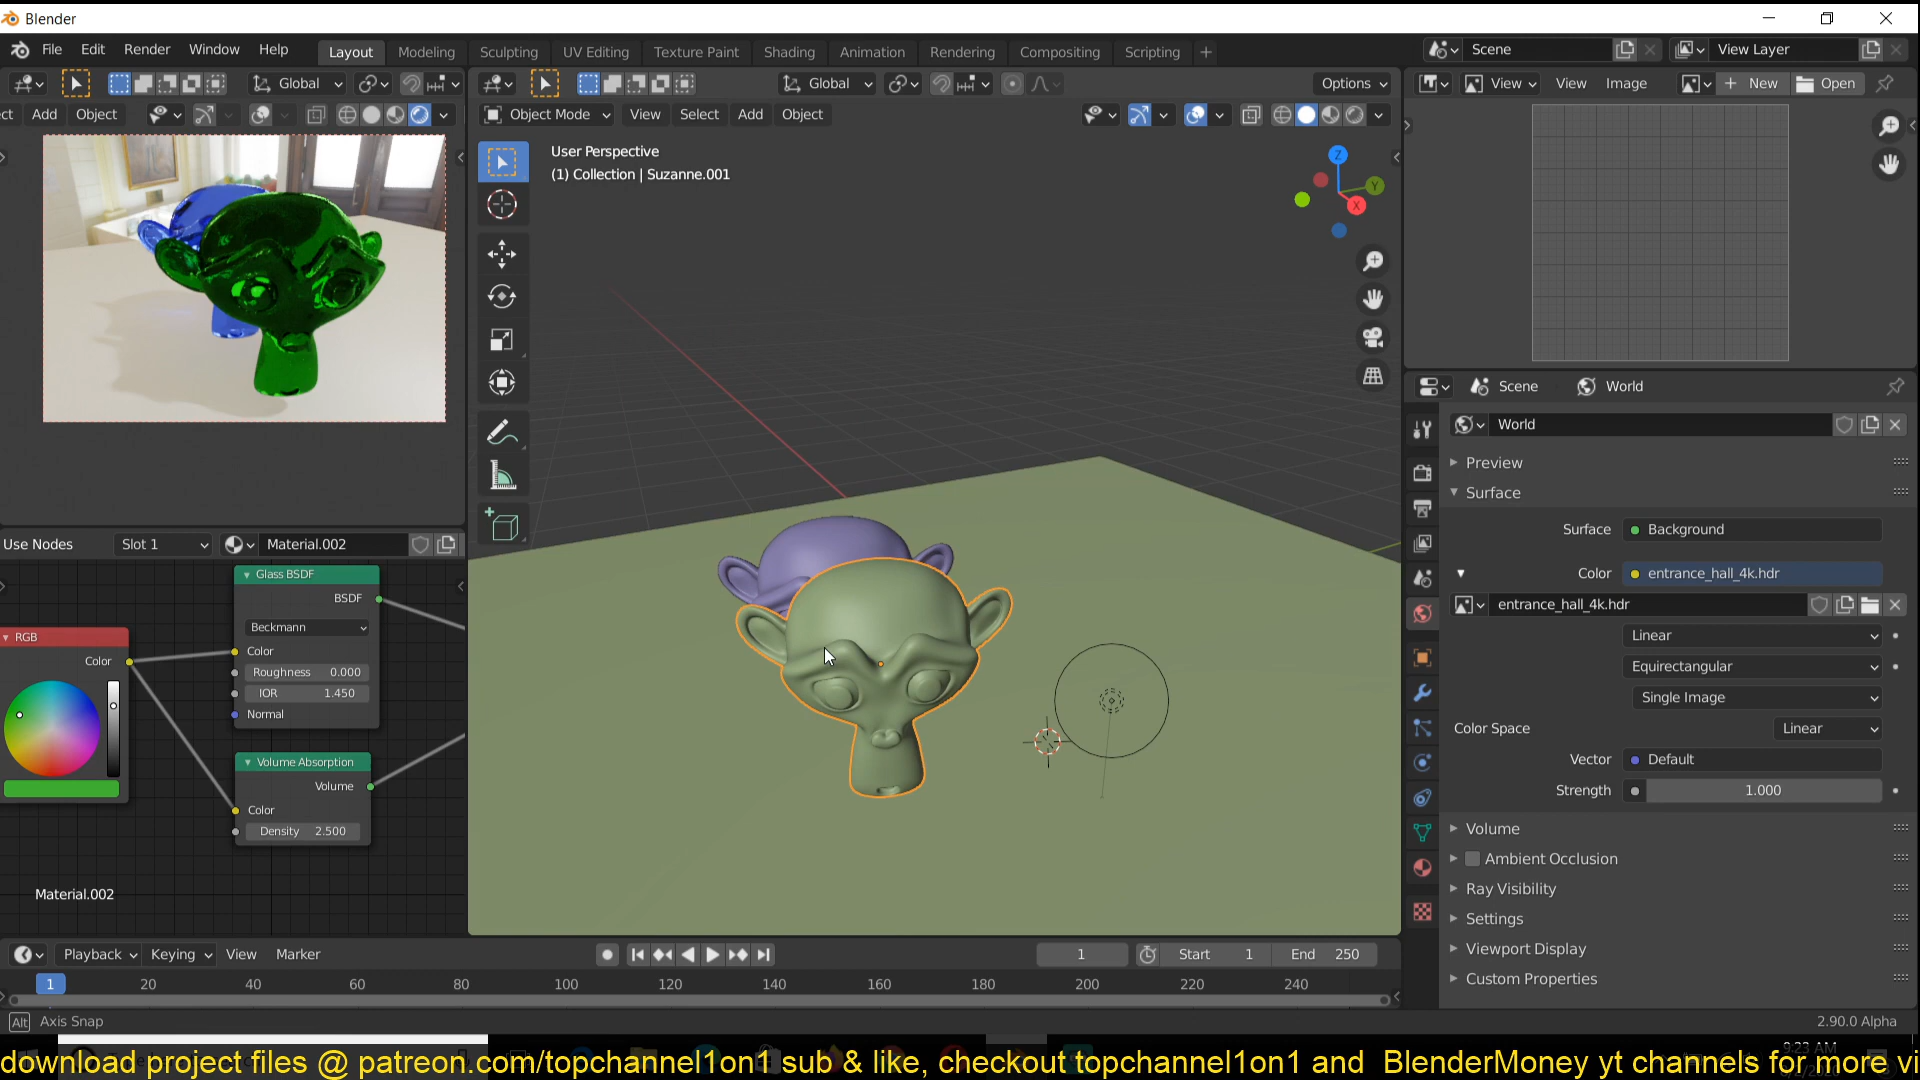 Blender
File Edit Render Window Help Layout Modeling Sculpting UV Editing Texture Paint Shading Animation Rendering Compositing Scripting + Scene View Layer
Global Global Options View View Image New Open
ct Add Object Object Mode View Select Add Object
User Perspective
(1) Collection | Suzanne.001
Z
Y
X
Scene World
World
Preview
Surface
Surface Background
Color entrance_hall_4k.hdr
entrance_hall_4k.hdr
Linear
Equirectangular
Single Image
Color Space Linear
Vector Default
Strength 1.000
Volume
Ambient Occlusion
Ray Visibility
Settings
Viewport Display
Custom Properties
Use Nodes Slot 1 Material.002
Glass BSDF
BSDF
Beckmann
Color
Roughness 0.000
IOR 1.450
Normal
RGB
Color
Volume Absorption
Volume
Color
Density 2.500
Material.002
Playback Keying View Marker 1 Start 1 End 250
1 20 40 60 80 100 120 140 160 180 200 220 240
Alt Axis Snap 2.90.0 Alpha
9:23 AM
download project files @ patreon.com/topchannel1on1 sub & like, checkout topchannel1on1 and BlenderMoney yt channels for more vi